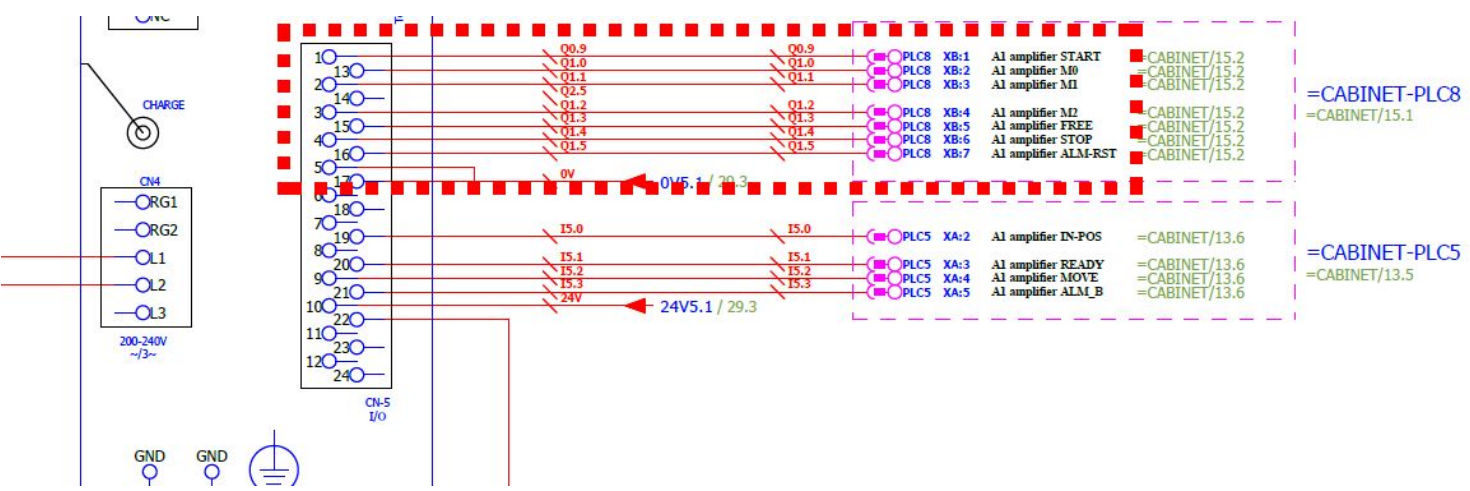 NC
CHARGE
CN4
RG1
RG2
L1
L2
L3
200-240V
~/3~
GND GND
1 Q0.9 Q0.9 PLC8 XB:1 A1 amplifier START =CABINET/15.2
13 Q1.0 Q1.0 PLC8 XB:2 A1 amplifier M0 =CABINET/15.2
2 Q1.1 Q1.1 PLC8 XB:3 A1 amplifier M1 =CABINET/15.2
14 Q2.5
3 Q1.2 Q1.2 PLC8 XB:4 A1 amplifier M2 =CABINET/15.2
15 Q1.3 Q1.3 PLC8 XB:5 A1 amplifier FREE =CABINET/15.2
4 Q1.4 Q1.4 PLC8 XB:6 A1 amplifier STOP =CABINET/15.2
16 Q1.5 Q1.5 PLC8 XB:7 A1 amplifier ALM-RST =CABINET/15.2
=CABINET-PLC8
=CABINET/15.1
5
17 0V 0V5.1 / 29.3
6
18
7
19 I5.0 I5.0 PLC5 XA:2 A1 amplifier IN-POS =CABINET/13.6
8
20 I5.1 I5.1 PLC5 XA:3 A1 amplifier READY =CABINET/13.6
9 I5.2 I5.2 PLC5 XA:4 A1 amplifier MOVE =CABINET/13.6
21 I5.3 I5.3 PLC5 XA:5 A1 amplifier ALM_B =CABINET/13.6
=CABINET-PLC5
=CABINET/13.5
10 24V 24V5.1 / 29.3
22
11
23
12
24
CN-5
I/O